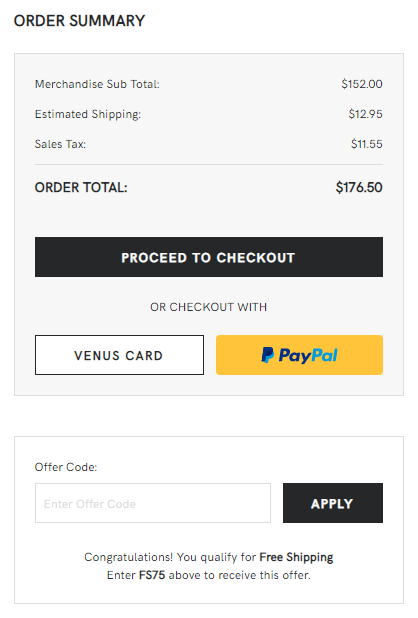 ORDER SUMMARY
Merchandise Sub Total: $152.00
Estimated Shipping: $12.95
Sales Tax: $11.55
ORDER TOTAL: $176.50
PROCEED TO CHECKOUT
OR CHECKOUT WITH
VENUS CARD PayPal
Offer Code:
Enter Offer Code APPLY
Congratulations! You qualify for Free Shipping
Enter FS75 above to receive this offer.